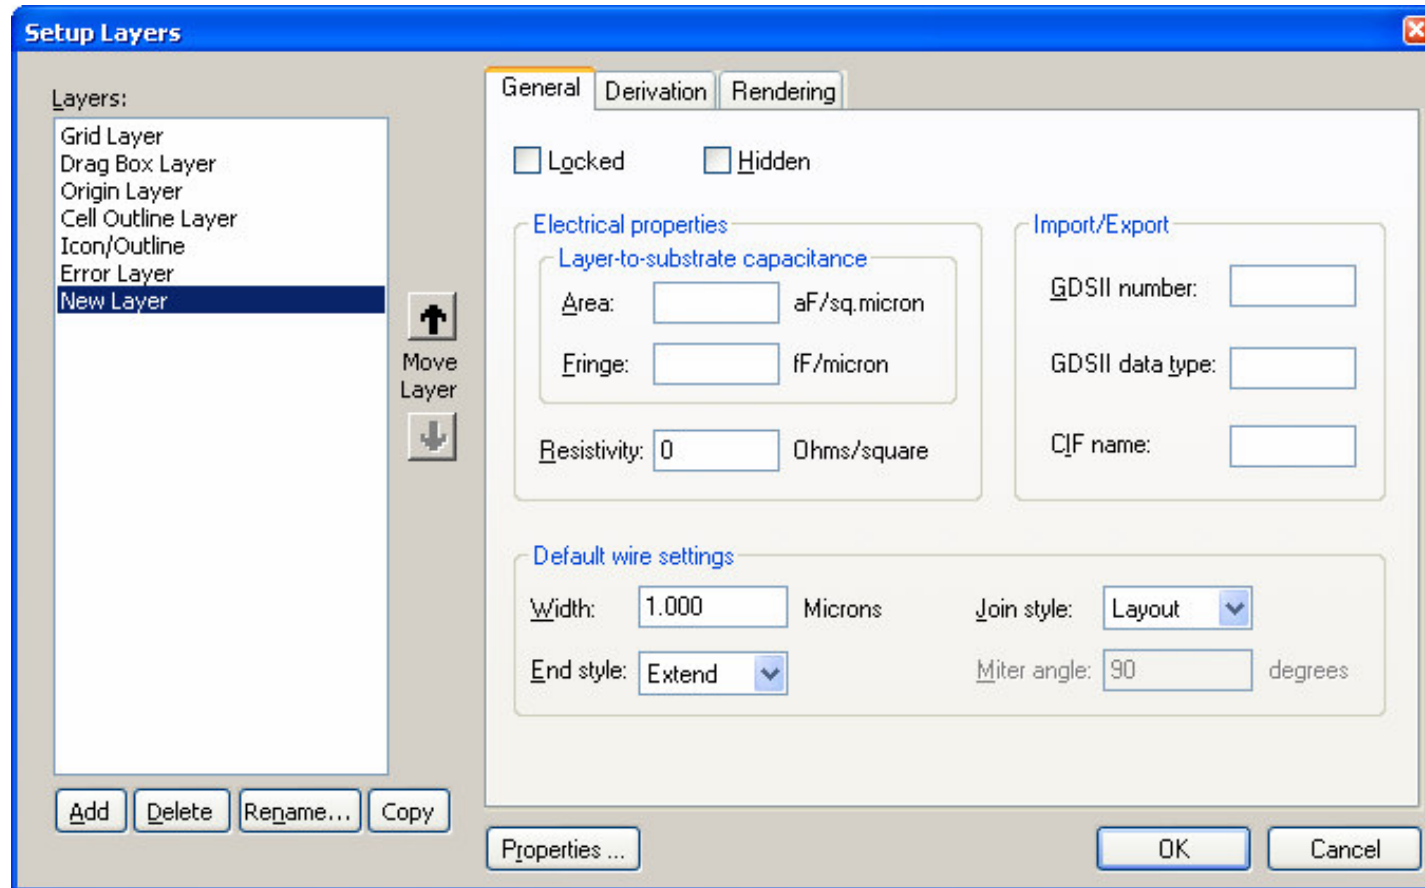 Setup Layers
Layers:
Grid Layer
Drag Box Layer
Origin Layer
Cell Outline Layer
Icon/Outline
Error Layer
New Layer
Move
Layer
Add Delete Rename... Copy
General Derivation Rendering
Locked Hidden
Electrical properties
Layer-to-substrate capacitance
Area: aF/sq.micron
Fringe: fF/micron
Resistivity: 0 Ohms/square
Import/Export
GDSII number:
GDSII data type:
CIF name:
Default wire settings
Width: 1.000 Microns Join style: Layout
End style: Extend Miter angle: 90 degrees
Properties ... OK Cancel